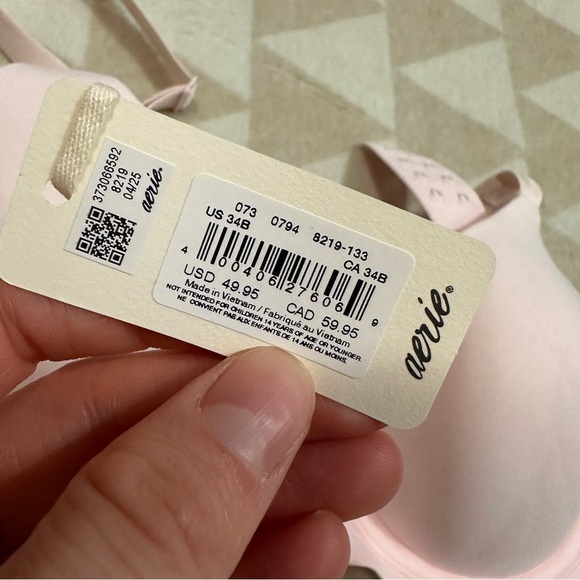 373066592
8219
04/25
aerie.
073 0794 8219-133
US 34B CA 34B
4 00406 27606 9
USD 49.95 CAD 59.95
Made in Vietnam / Fabriqué au Vietnam
NOT INTENDED FOR CHILDREN 14 YEARS OF AGE OR YOUNGER.
NE CONVIENT PAS AUX ENFANTS DE 14 ANS OU MOINS.
aerie®